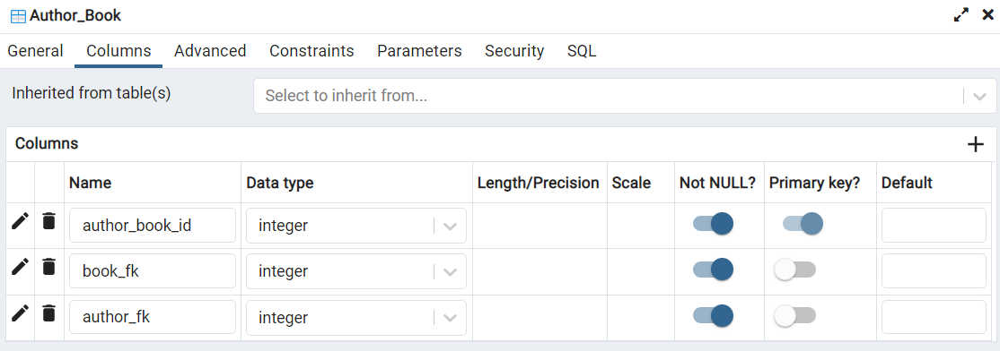 Author_Book
General Columns Advanced Constraints Parameters Security SQL
Inherited from table(s) Select to inherit from...
Columns
Name Data type Length/Precision Scale Not NULL? Primary key? Default
author_book_id integer
book_fk integer
author_fk integer